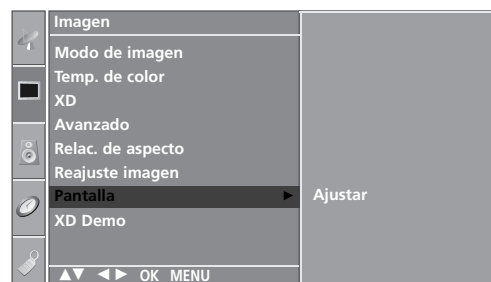 Imagen
Modo de imagen
Temp. de color
XD
Avanzado
Relac. de aspecto
Reajuste imagen
Pantalla ► Ajustar
XD Demo
▲▼ ◄► OK MENU